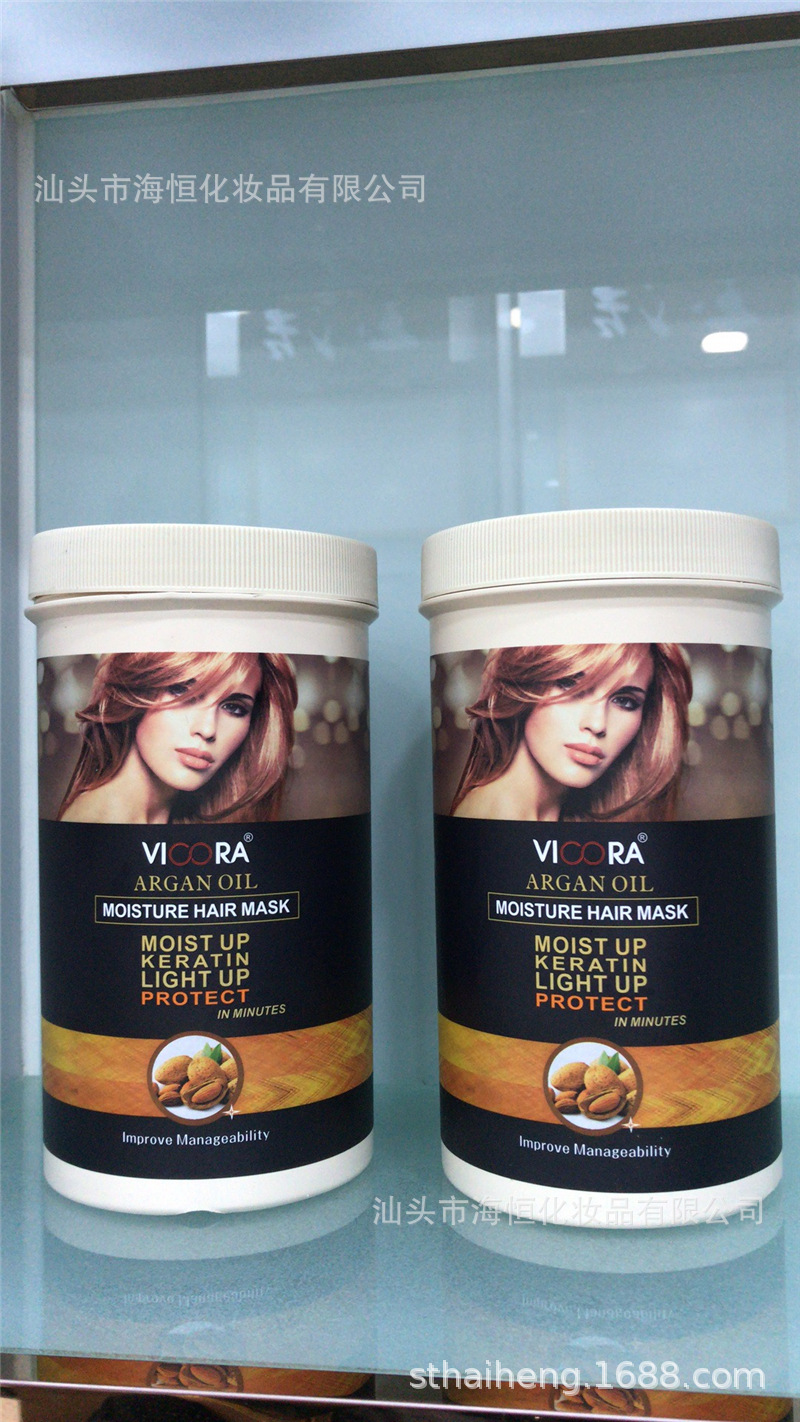 汕头市海恒化妆品有限公司
VIOORA®
ARGAN OIL
MOISTURE HAIR MASK
MOIST UP
KERATIN
LIGHT UP
PROTECT
IN MINUTES
Improve Manageability
VIOORA®
ARGAN OIL
MOISTURE HAIR MASK
MOIST UP
KERATIN
LIGHT UP
PROTECT
IN MINUTES
Improve Manageability
汕头市海恒化妆品有限公司
sthaiheng.1688.com